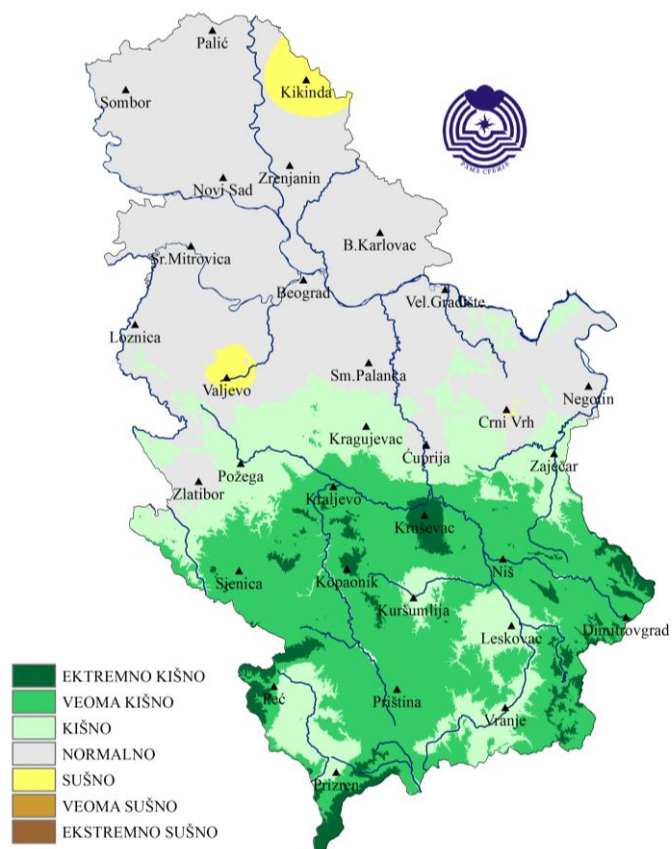 Palić
Kikinda
Sombor
Zrenjanin
Novi Sad
B.Karlovac
Sr.Mitrovica
Beograd
Vel.Gradište
Loznica
Sm.Palanka
Valjevo
Negotin
Crni Vrh
Kragujevac
Ćuprija
Zaječar
Požega
Zlatibor
Kraljevo
Kruševac
Niš
Sjenica
Kopaonik
Kuršumlija
Dimitrovgrad
Leskovac
Peć
Priština
Vranje
Prizren
EKTREMNO KIŠNO
VEOMA KIŠNO
KIŠNO
NORMALNO
SUŠNO
VEOMA SUŠNO
EKSTREMNO SUŠNO